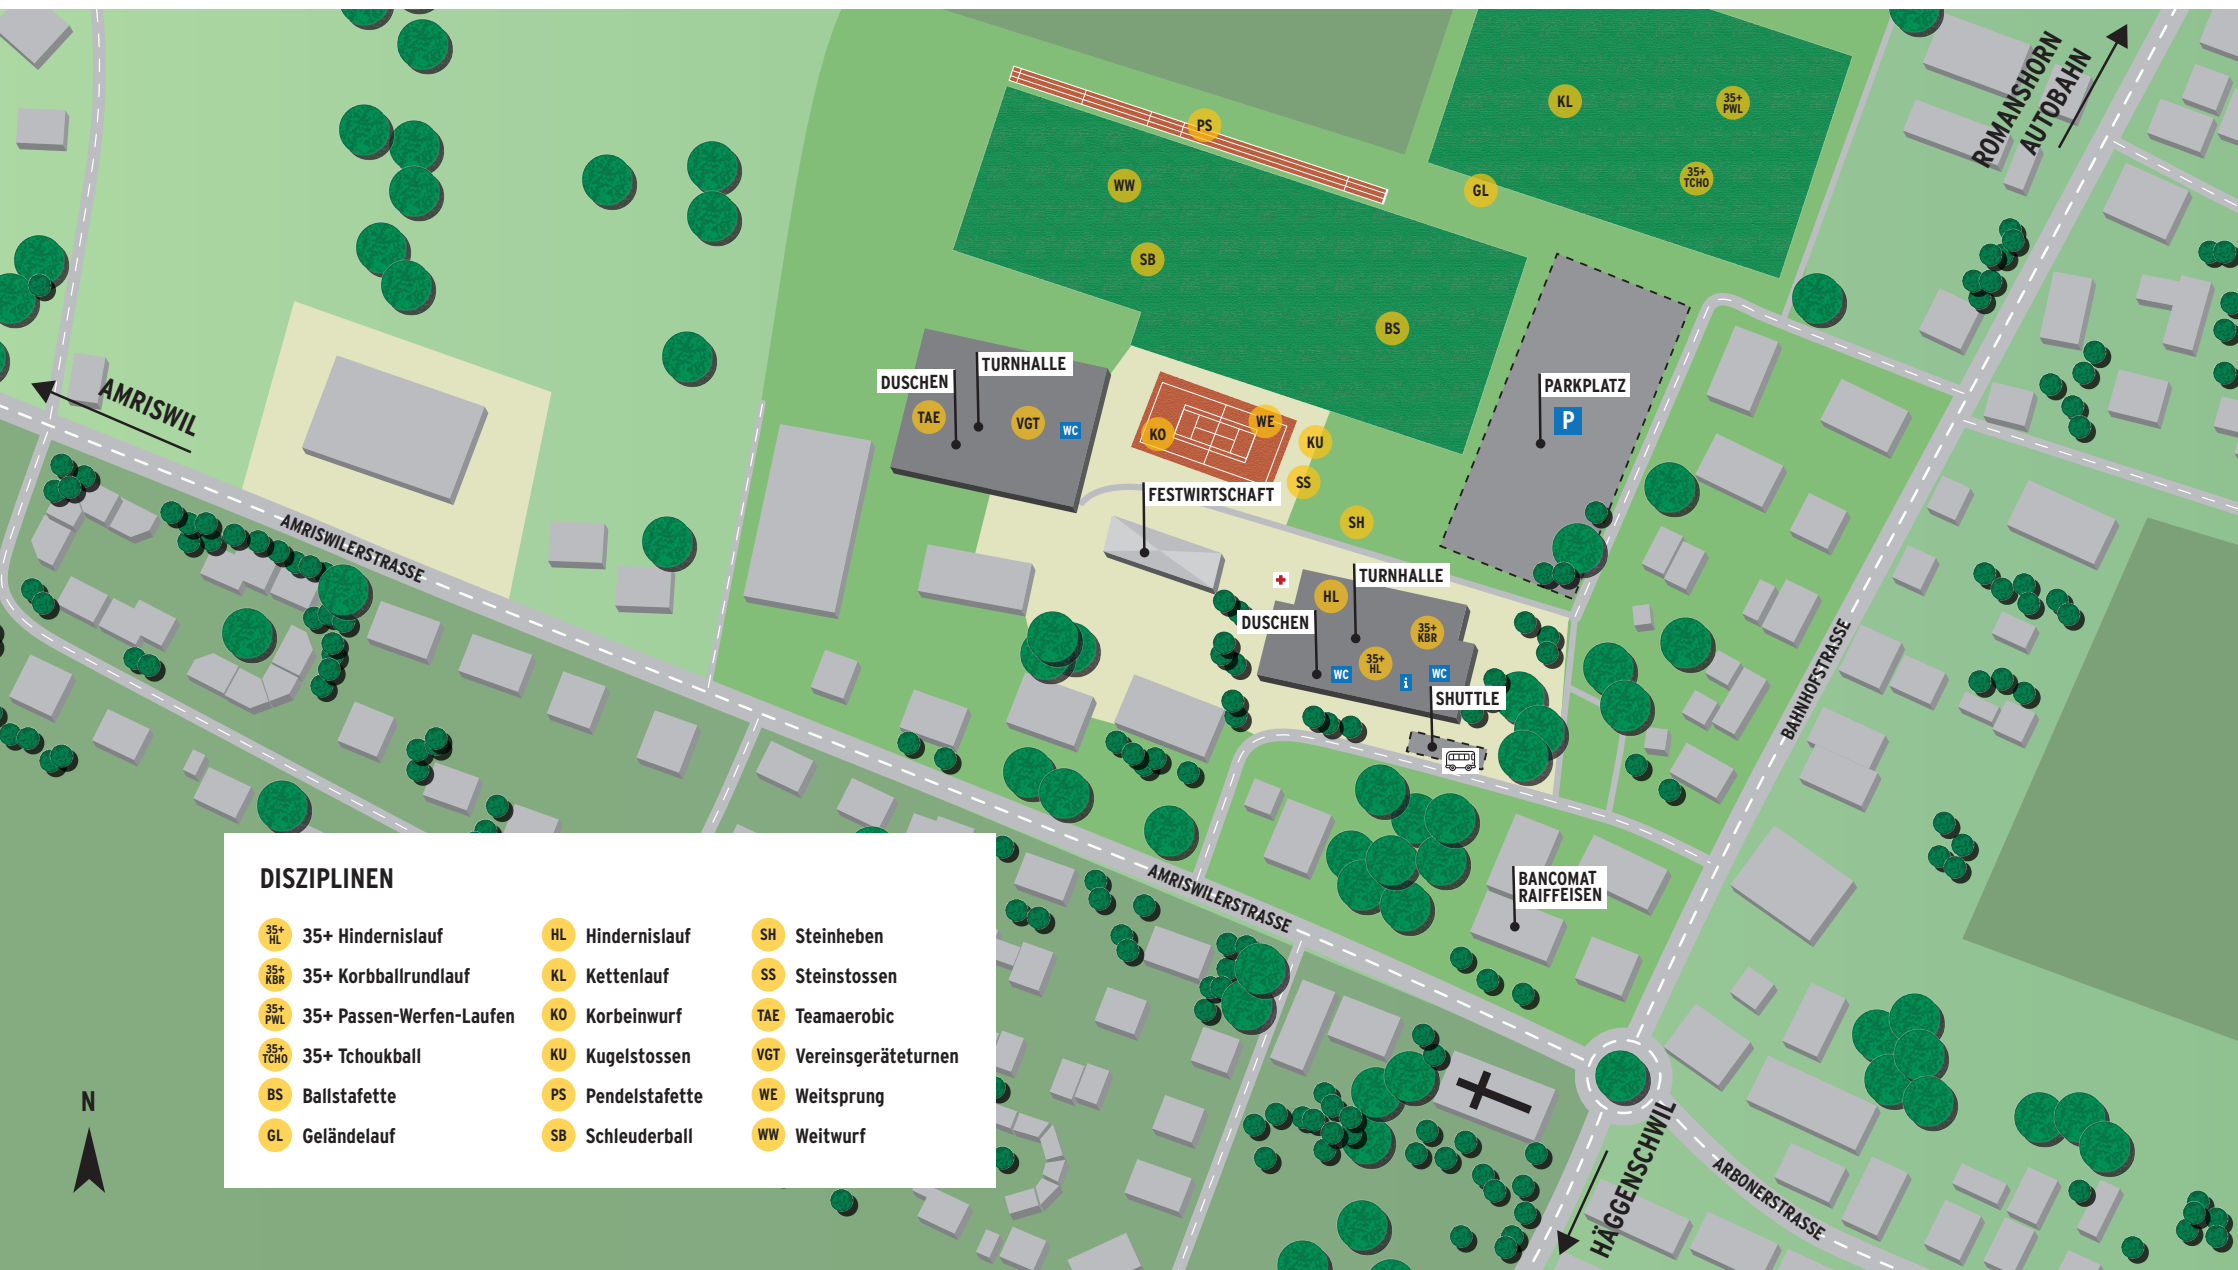 ROMANSHORN
AUTOBAHN
KL
35+
PWL
PS
35+
TCHO
WW
GL
SB
BS
TURNHALLE
DUSCHEN
TAE
VGT
WC
PARKPLATZ
P
KO
WE
KU
SS
SH
FESTWIRTSCHAFT
AMRISWIL
AMRISWILERSTRASSE
TURNHALLE
HL
DUSCHEN
35+
KBR
35+
HL
WC
i
WC
SHUTTLE
BAHNHOFSTRASSE
BANCOMAT
RAIFFEISEN
AMRISWILERSTRASSE
HÄGGENSCHWIL
ARBONERSTRASSE
N
DISZIPLINEN
35+
HL
35+ Hindernislauf
35+
KBR
35+ Korbballrundlauf
35+
PWL
35+ Passen-Werfen-Laufen
35+
TCHO
35+ Tchoukball
BS Ballstafette
GL Geländelauf
HL Hindernislauf
KL Kettenlauf
KO Korbeinwurf
KU Kugelstossen
PS Pendelstafette
SB Schleuderball
SH Steinheben
SS Steinstossen
TAE Teamaerobic
VGT Vereinsgeräteturnen
WE Weitsprung
WW Weitwurf